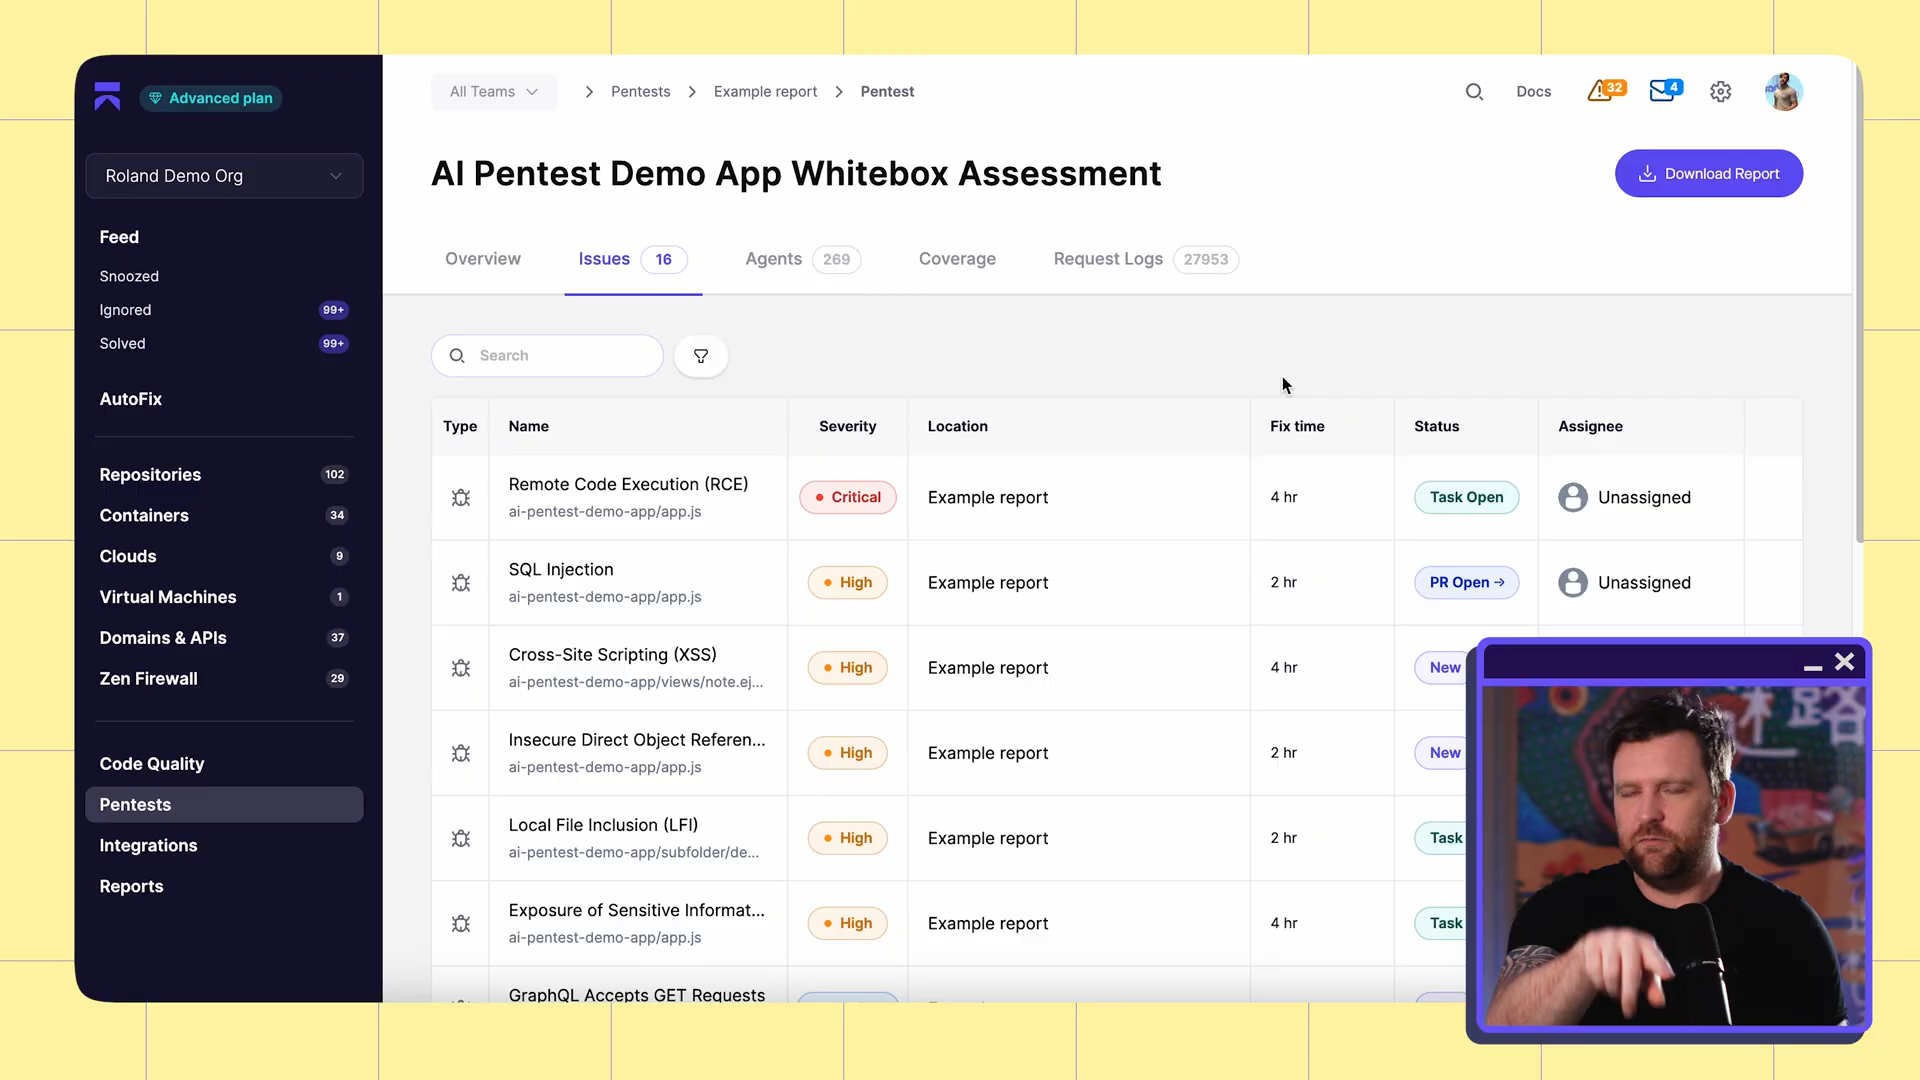 Advanced plan
Roland Demo Org
Feed
Snoozed
Ignored 99+
Solved 99+
AutoFix
Repositories 102
Containers 34
Clouds 9
Virtual Machines 1
Domains & APIs 37
Zen Firewall 29
Code Quality
Pentests
Integrations
Reports
All Teams Pentests Example report Pentest
Docs 32 4
AI Pentest Demo App Whitebox Assessment
Download Report
Overview Issues 16 Agents 269 Coverage Request Logs 27953
Search
Type Name Severity Location Fix time Status Assignee
Remote Code Execution (RCE)
ai-pentest-demo-app/app.js
Critical Example report 4 hr Task Open Unassigned
SQL Injection
ai-pentest-demo-app/app.js
High Example report 2 hr PR Open → Unassigned
Cross-Site Scripting (XSS)
ai-pentest-demo-app/views/note.ej...
High Example report 4 hr New
Insecure Direct Object Referen...
ai-pentest-demo-app/app.js
High Example report 2 hr New
Local File Inclusion (LFI)
ai-pentest-demo-app/subfolder/de...
High Example report 2 hr Task
Exposure of Sensitive Informat...
ai-pentest-demo-app/app.js
High Example report 4 hr Task
GraphQL Accepts GET Requests
路